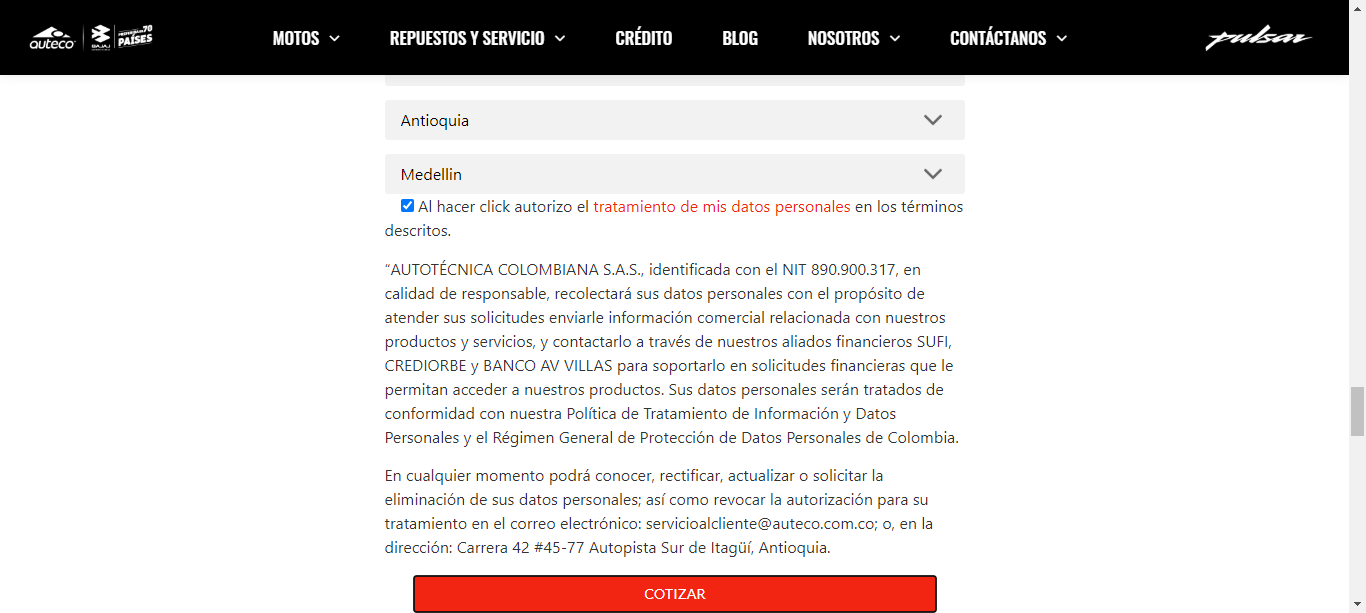 auteco
BAJAJ
70
PAÍSES
MOTOS
REPUESTOS Y SERVICIO
CRÉDITO
BLOG
NOSOTROS
CONTÁCTANOS
pulsar
Antioquia
Medellin
Al hacer click autorizo el tratamiento de mis datos personales en los términos
descritos.
“AUTOTÉCNICA COLOMBIANA S.A.S., identificada con el NIT 890.900.317, en
calidad de responsable, recolectará sus datos personales con el propósito de
atender sus solicitudes enviarle información comercial relacionada con nuestros
productos y servicios, y contactarlo a través de nuestros aliados financieros SUFI,
CREDIORBE y BANCO AV VILLAS para soportarlo en solicitudes financieras que le
permitan acceder a nuestros productos. Sus datos personales serán tratados de
conformidad con nuestra Política de Tratamiento de Información y Datos
Personales y el Régimen General de Protección de Datos Personales de Colombia.
En cualquier momento podrá conocer, rectificar, actualizar o solicitar la
eliminación de sus datos personales; así como revocar la autorización para su
tratamiento en el correo electrónico: servicioalcliente@auteco.com.co; o, en la
dirección: Carrera 42 #45-77 Autopista Sur de Itagüí, Antioquia.
COTIZAR